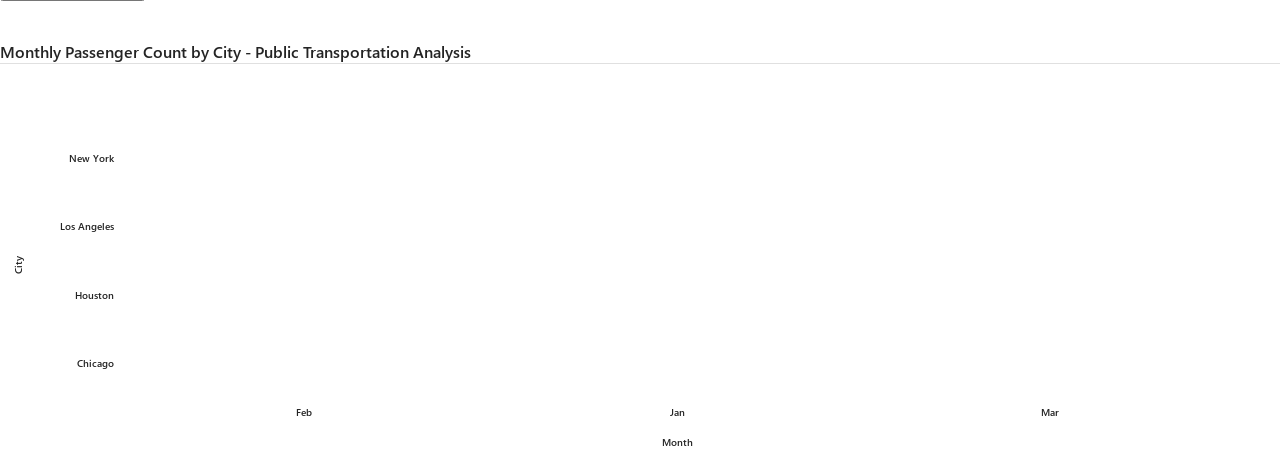 Monthly Passenger Count by City - Public Transportation Analysis
New York
Los Angeles
City
Houston
Chicago
Feb
Jan
Mar
Month